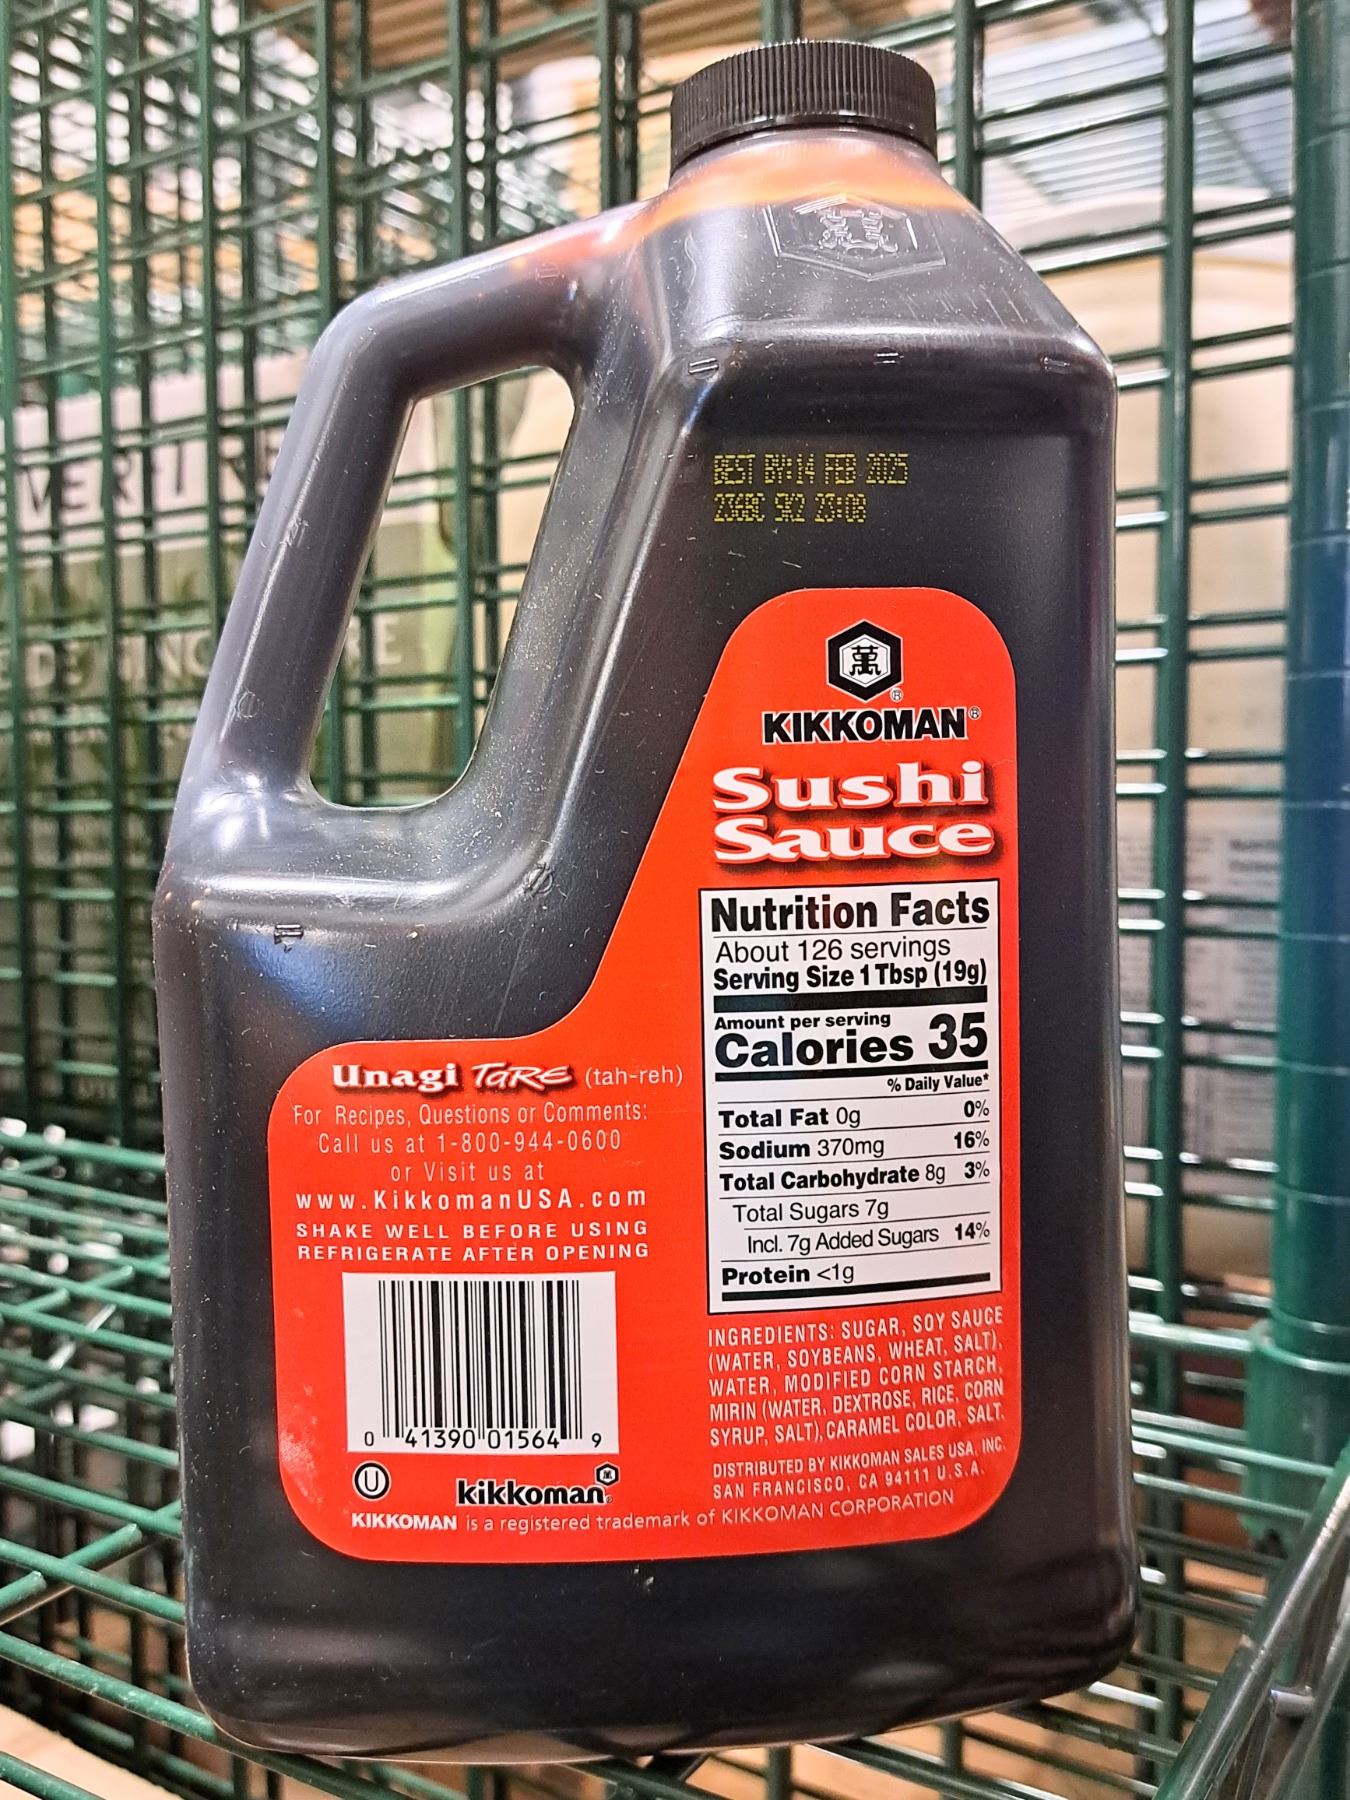 BEST BY:14 FEB 2025
KIKKOMAN®
Sushi
Sauce
Nutrition Facts
About 126 servings
Serving Size 1 Tbsp (19g)
Amount per serving
Calories 35
% Daily Value*
Total Fat 0g 0%
Sodium 370mg 16%
Total Carbohydrate 8g 3%
Total Sugars 7g
Incl. 7g Added Sugars 14%
Protein <1g
INGREDIENTS: SUGAR, SOY SAUCE
(WATER, SOYBEANS, WHEAT, SALT),
WATER, MODIFIED CORN STARCH,
MIRIN (WATER, DEXTROSE, RICE, CORN
SYRUP, SALT), CARAMEL COLOR, SALT.
DISTRIBUTED BY KIKKOMAN SALES USA, INC.
SAN FRANCISCO, CA 94111 U.S.A.
Unagi TaRE (tah-reh)
For Recipes, Questions or Comments:
Call us at 1-800-944-0600
or Visit us at
www.KikkomanUSA.com
SHAKE WELL BEFORE USING
REFRIGERATE AFTER OPENING
0 41390 01564 9
U
kikkoman®
KIKKOMAN is a registered trademark of KIKKOMAN CORPORATION